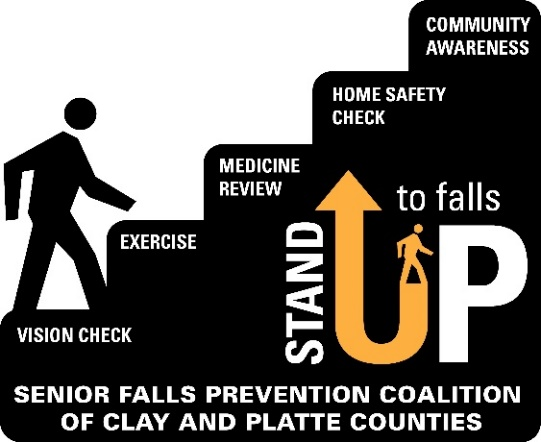 COMMUNITY
AWARENESS
HOME SAFETY
CHECK
MEDICINE
REVIEW
EXERCISE
VISION CHECK
STAND
UP
to falls
SENIOR FALLS PREVENTION COALITION
OF CLAY AND PLATTE COUNTIES